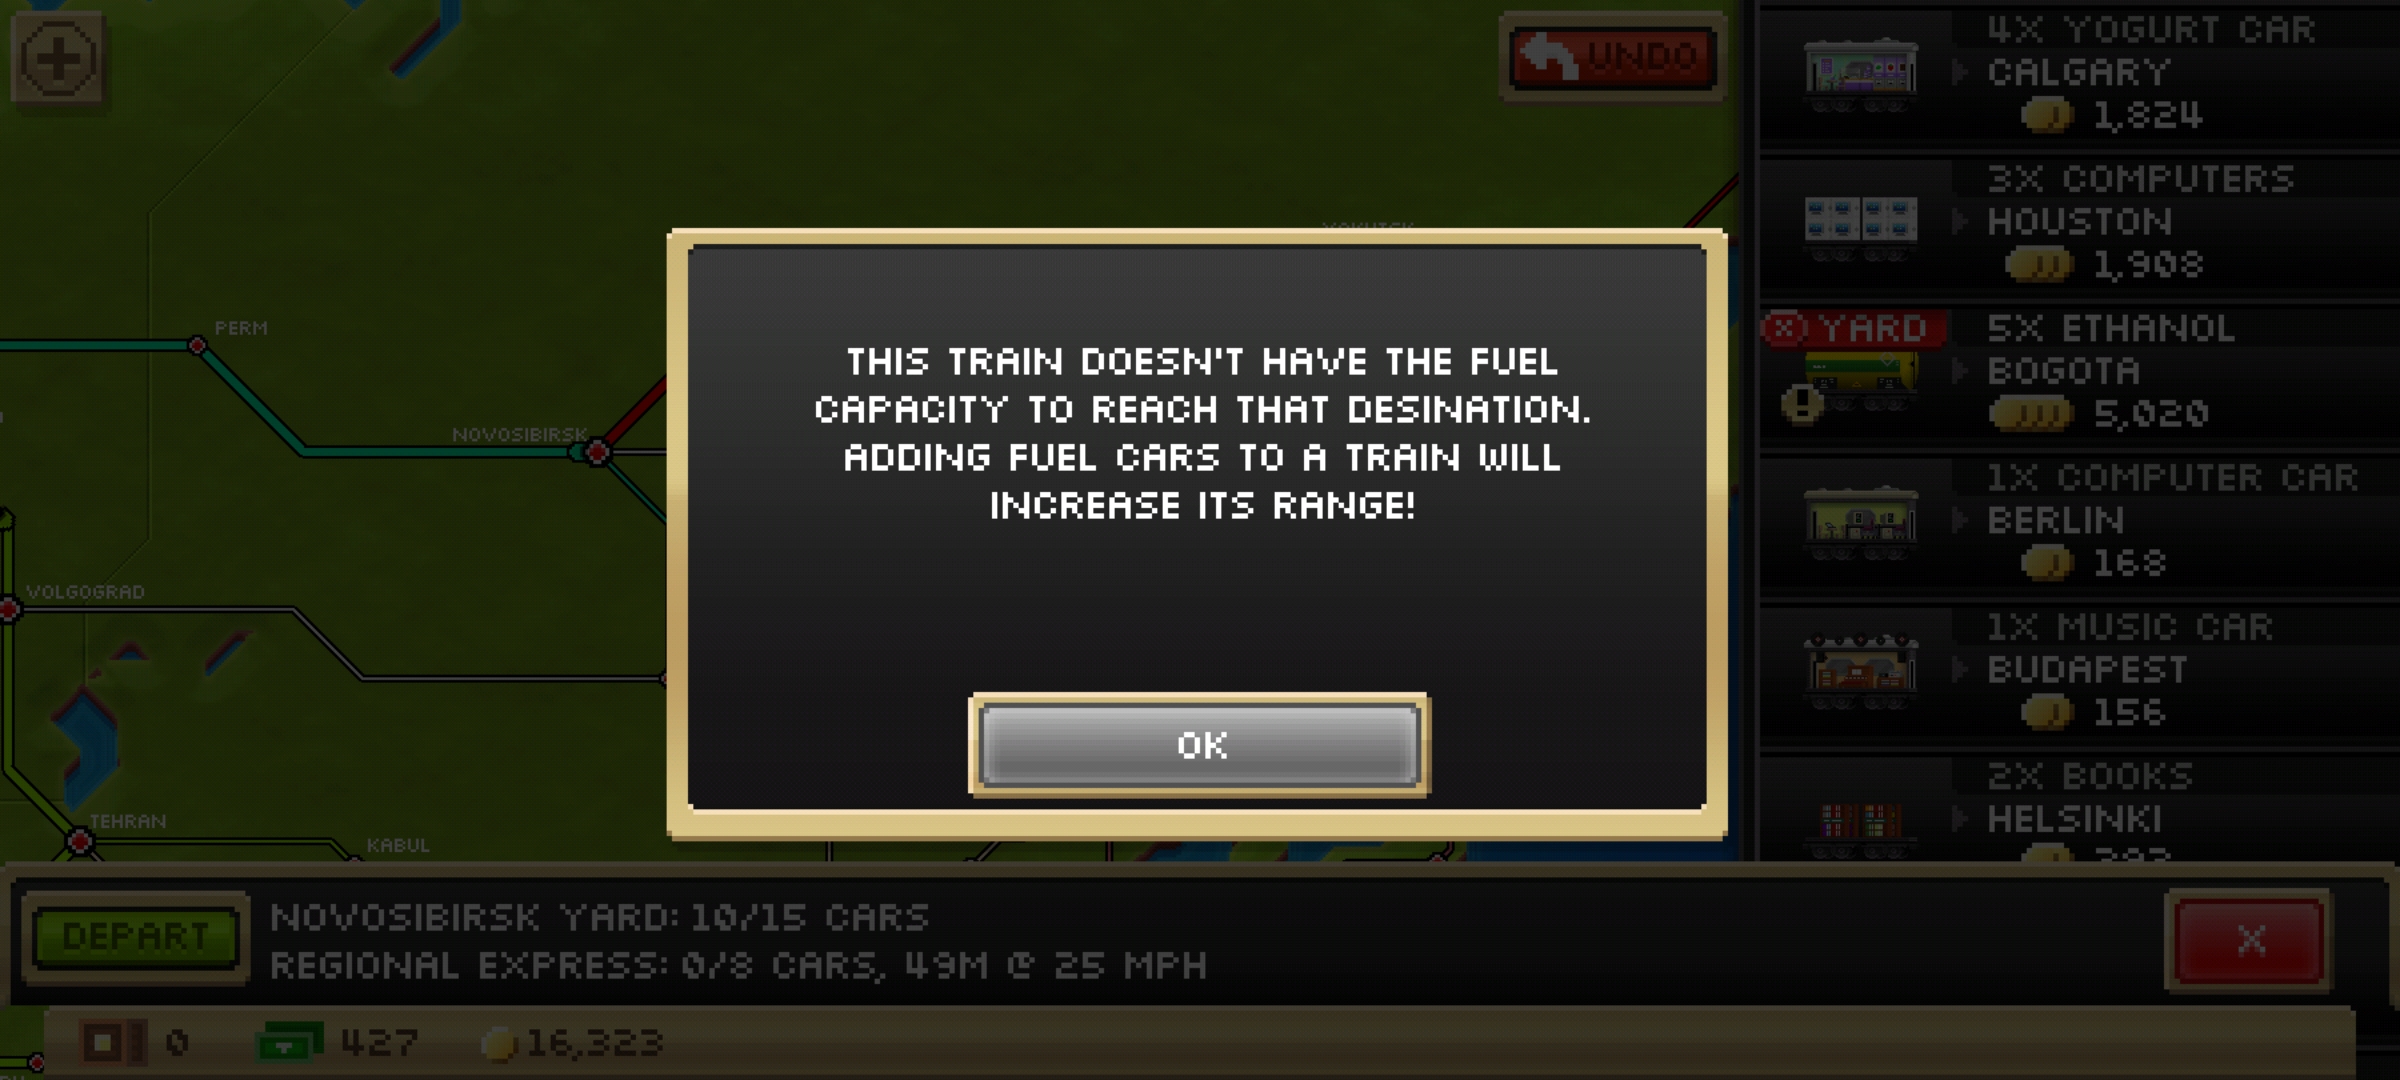 UNDO
PERM
NOVOSIBIRSK
VOLGOGRAD
TEHRAN
KABUL
THIS TRAIN DOESN'T HAVE THE FUEL
CAPACITY TO REACH THAT DESINATION.
ADDING FUEL CARS TO A TRAIN WILL
INCREASE ITS RANGE!
OK
4X YOGURT CAR
CALGARY
1,824
3X COMPUTERS
HOUSTON
1,908
YARD
5X ETHANOL
BOGOTA
5,020
1X COMPUTER CAR
BERLIN
168
1X MUSIC CAR
BUDAPEST
156
2X BOOKS
HELSINKI
DEPART
NOVOSIBIRSK YARD: 10/15 CARS
REGIONAL EXPRESS: 0/8 CARS, 49M @ 25 MPH
X
0
427
16,323